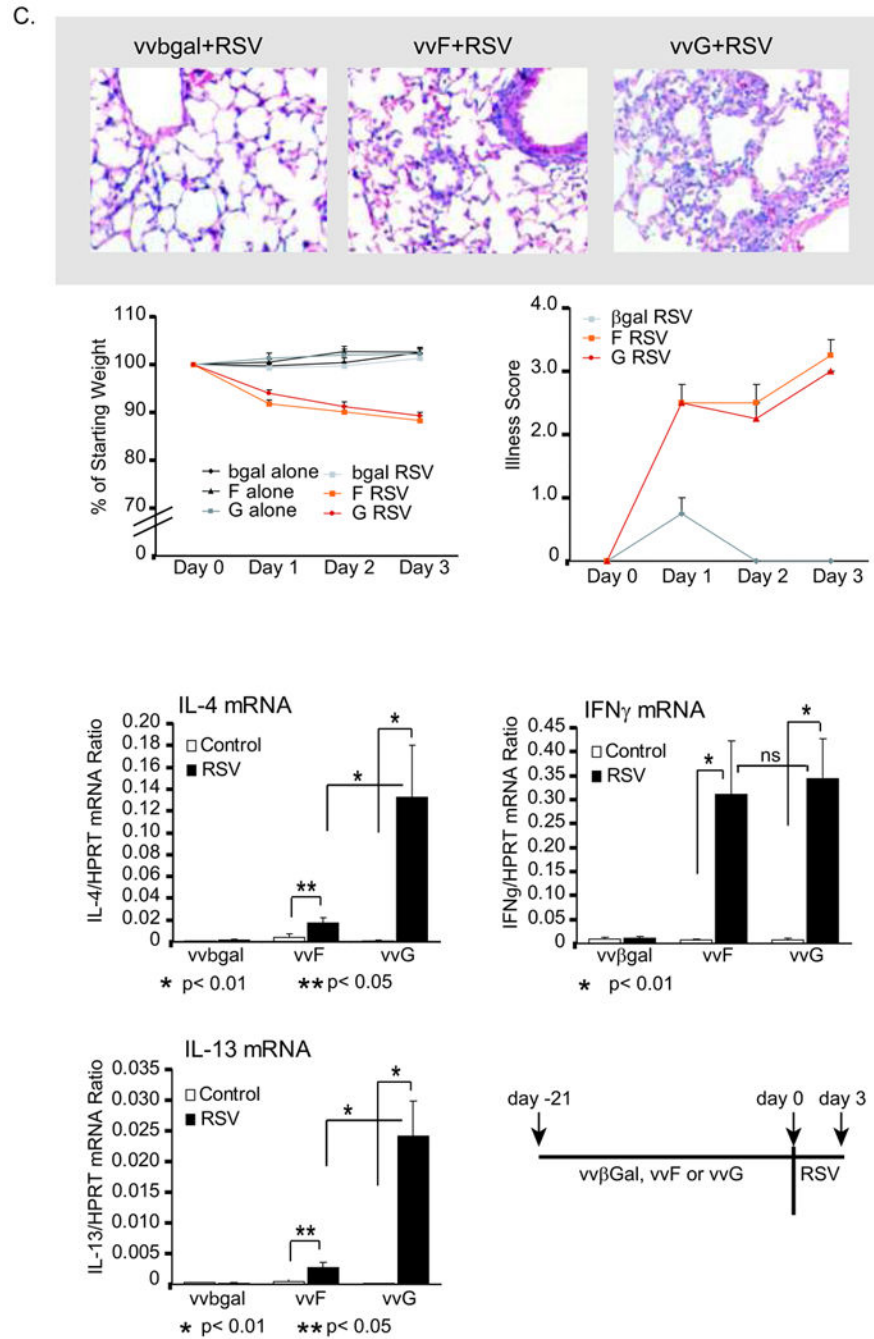 C.
vvbgal+RSV vvF+RSV vvG+RSV
110
100
90
80
70
0
% of Starting Weight
bgal alone bgal RSV
F alone F RSV
G alone G RSV
Day 0 Day 1 Day 2 Day 3
4.0
3.0
2.0
1.0
0
Illness Score
βgal RSV
F RSV
G RSV
Day 0 Day 1 Day 2 Day 3
IL-4 mRNA
0.20
0.18
0.16
0.14
0.12
0.10
0.08
0.06
0.04
0.02
0
IL-4/HPRT mRNA Ratio
Control
RSV
**
*
*
vvbgal vvF vvG
* p< 0.01 ** p< 0.05
IFNγ mRNA
0.45
0.40
0.35
0.30
0.25
0.20
0.15
0.10
0.05
0
IFNg/HPRT mRNA Ratio
Control
RSV
*
ns
*
vvβgal vvF vvG
* p< 0.01
IL-13 mRNA
0.035
0.030
0.025
0.020
0.015
0.010
0.005
0
IL-13/HPRT mRNA Ratio
Control
RSV
**
*
*
vvbgal vvF vvG
* p< 0.01 ** p< 0.05
day -21 day 0 day 3
vvβGal, vvF or vvG RSV